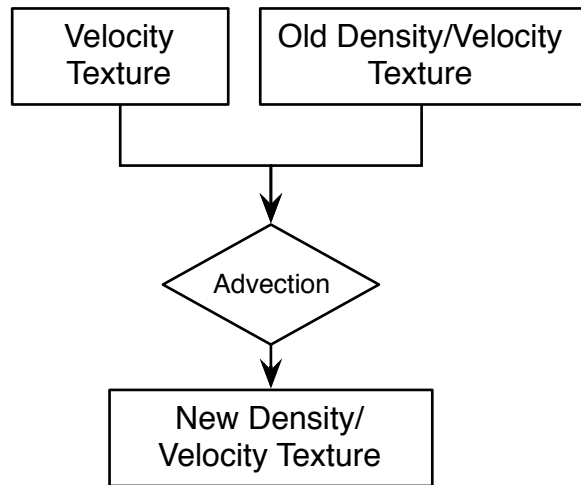 Velocity
Texture
Old Density/Velocity
Texture
Advection
New Density/
Velocity Texture